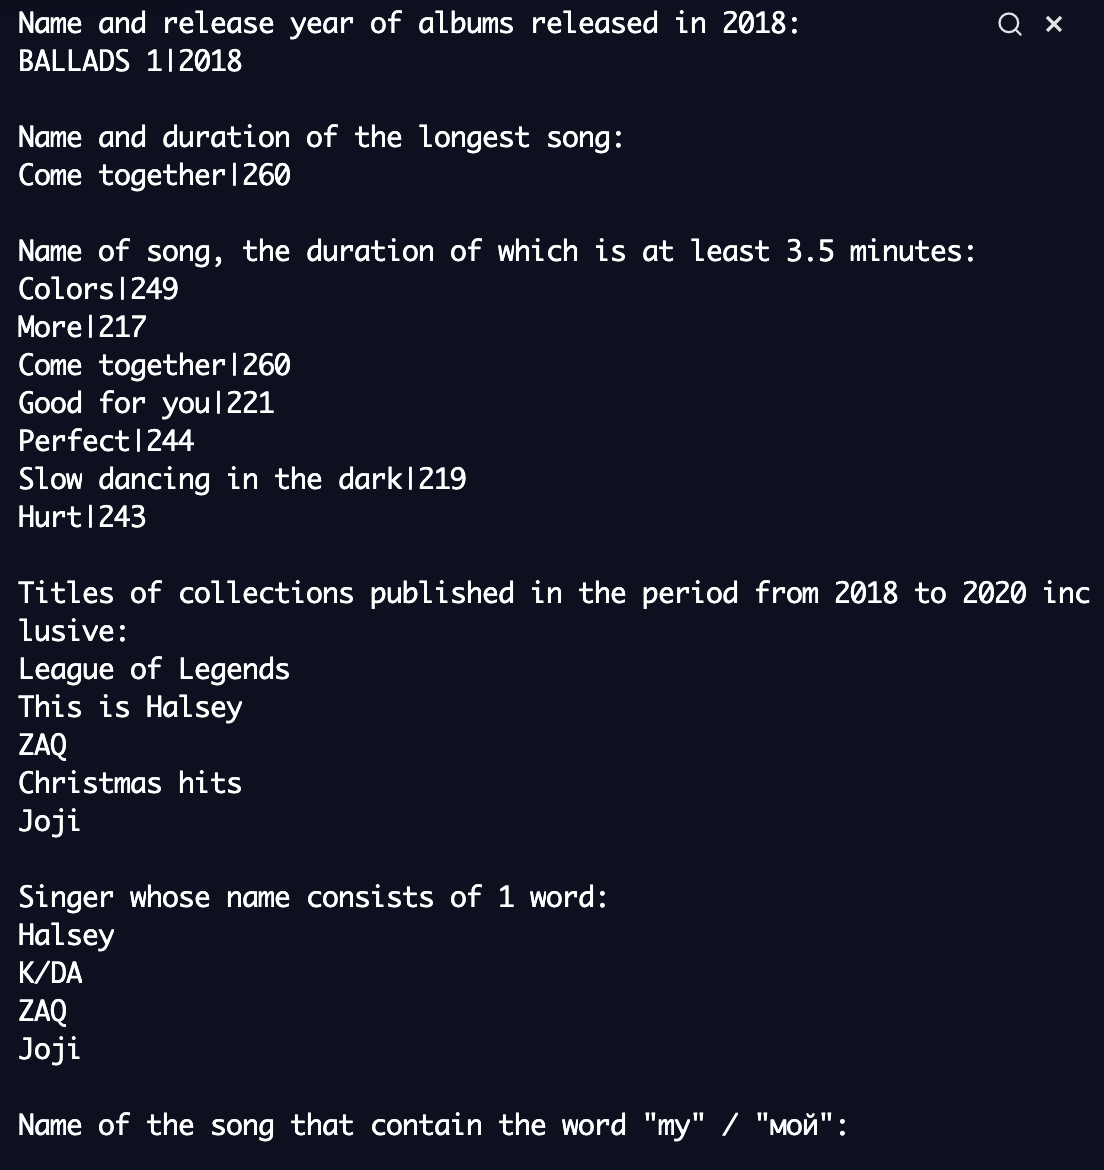 Name and release year of albums released in 2018:
BALLADS 1|2018
Name and duration of the longest song:
Come together|260
Name of song, the duration of which is at least 3.5 minutes:
Colors|249
More|217
Come together|260
Good for you|221
Perfect|244
Slow dancing in the dark|219
Hurt|243
Titles of collections published in the period from 2018 to 2020 inc
lusive:
League of Legends
This is Halsey
ZAQ
Christmas hits
Joji
Singer whose name consists of 1 word:
Halsey
K/DA
ZAQ
Joji
Name of the song that contain the word "my" / "мой":